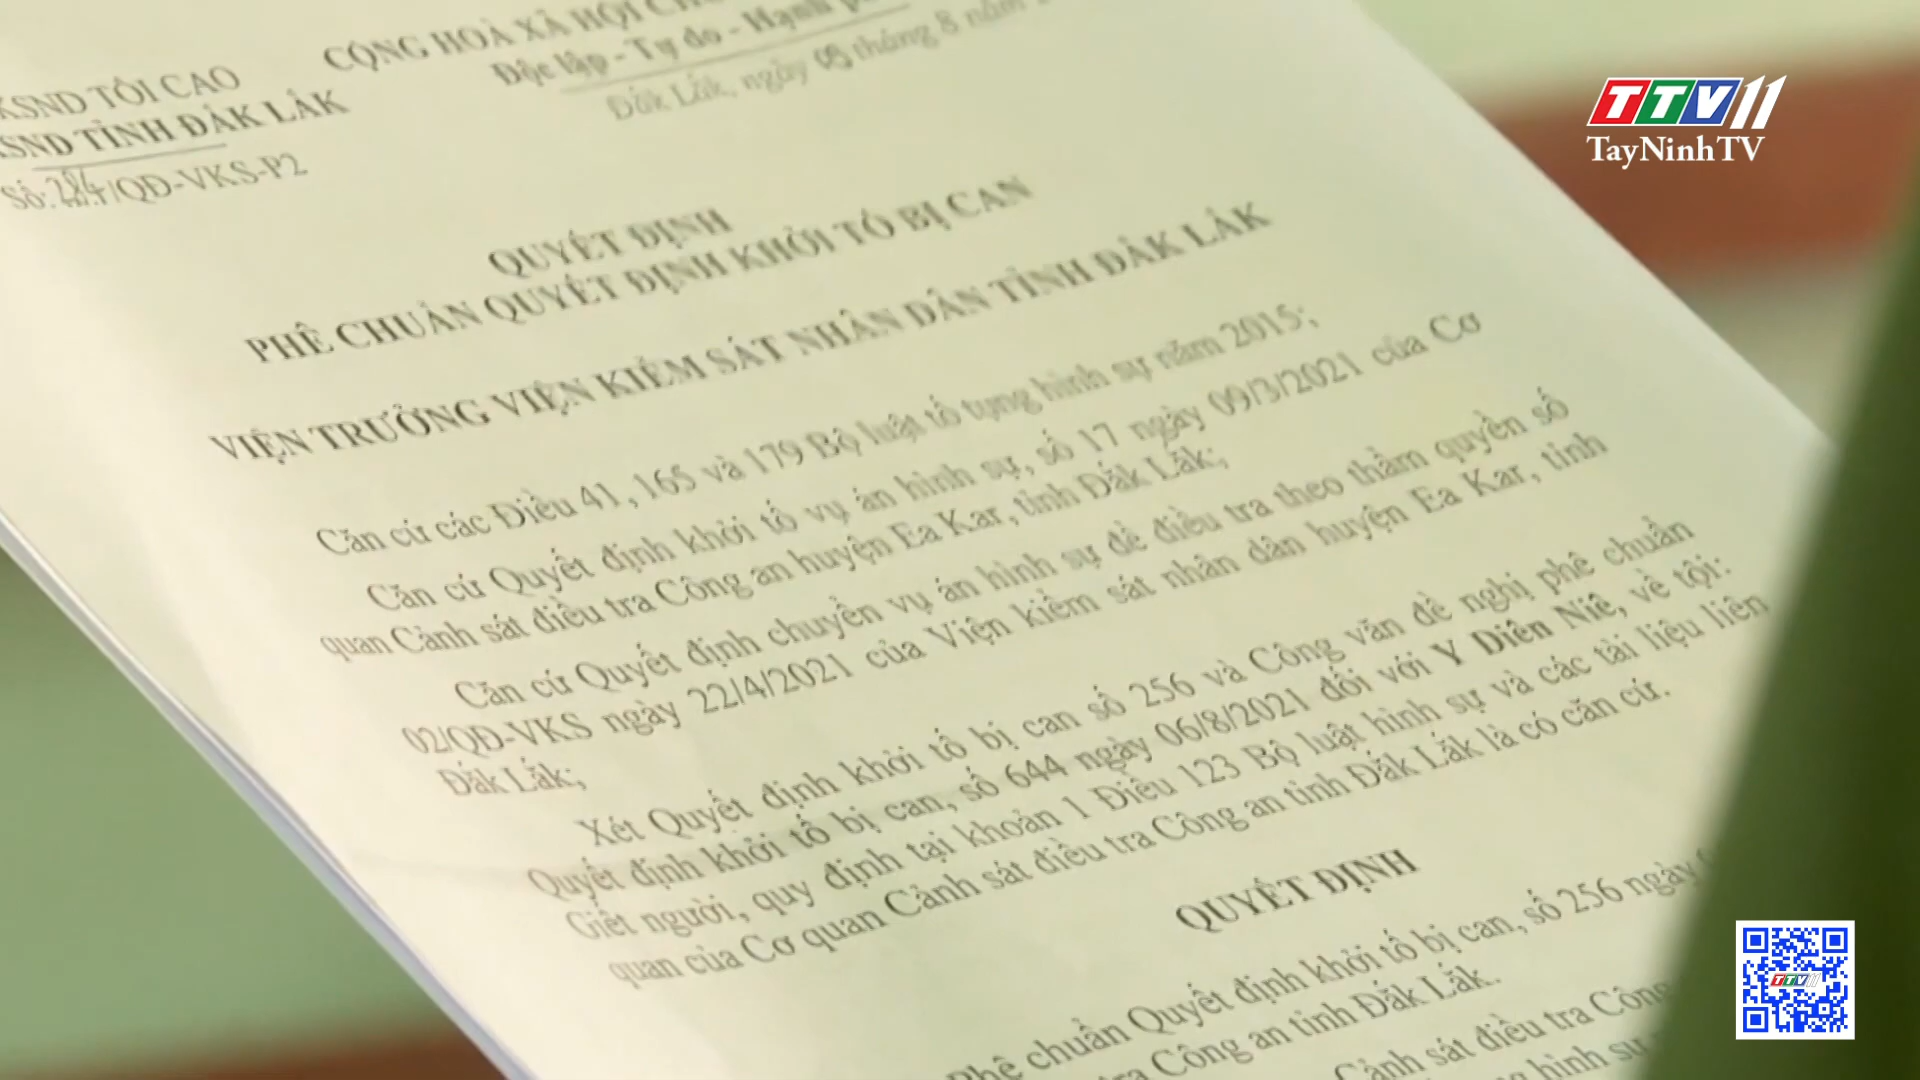 CỘNG HOÀ XÃ HỘI
KSND TỐI CAO
Độc lập - Tự do - Hạnh
KSND TỈNH ĐẮK LẮK
Đắk Lắk, ngày 05 tháng 8 năm
/QĐ-VKS-P2
QUYẾT ĐỊNH
PHÊ CHUẨN QUYẾT ĐỊNH KHỞI TỐ BỊ CAN
VIỆN TRƯỞNG VIỆN KIỂM SÁT NHÂN DÂN TỈNH ĐẮK LẮK
Căn cứ các Điều 41, 165 và 179 Bộ luật tố tụng hình sự năm 2015;
Căn cứ Quyết định khởi tố vụ án hình sự, số 17 ngày 09/3/2021 của Cơ
quan Cảnh sát điều tra Công an huyện Ea Kar, tỉnh Đắk Lắk;
Căn cứ Quyết định chuyển vụ án hình sự để điều tra theo thẩm quyền số
02/QĐ-VKS ngày 22/4/2021 của Viện kiểm sát nhân dân huyện Ea Kar, tỉnh
Đắk Lắk;
Xét Quyết định khởi tố bị can số 256 và Công văn đề nghị phê chuẩn
Quyết định khởi tố bị can, số 644 ngày 06/8/2021 đối với Y Diên Niê, về tội:
Giết người, quy định tại khoản 1 Điều 123 Bộ luật hình sự và các tài liệu liên
quan của Cơ quan Cảnh sát điều tra Công an tỉnh Đắk Lắk là có căn cứ.
QUYẾT ĐỊNH
Phê chuẩn Quyết định khởi tố bị can, số 256 ngày
Công an tỉnh Đắk Lắk.
Cảnh sát điều tra Công
hình sự
TTV11
TayNinhTV
TTV11